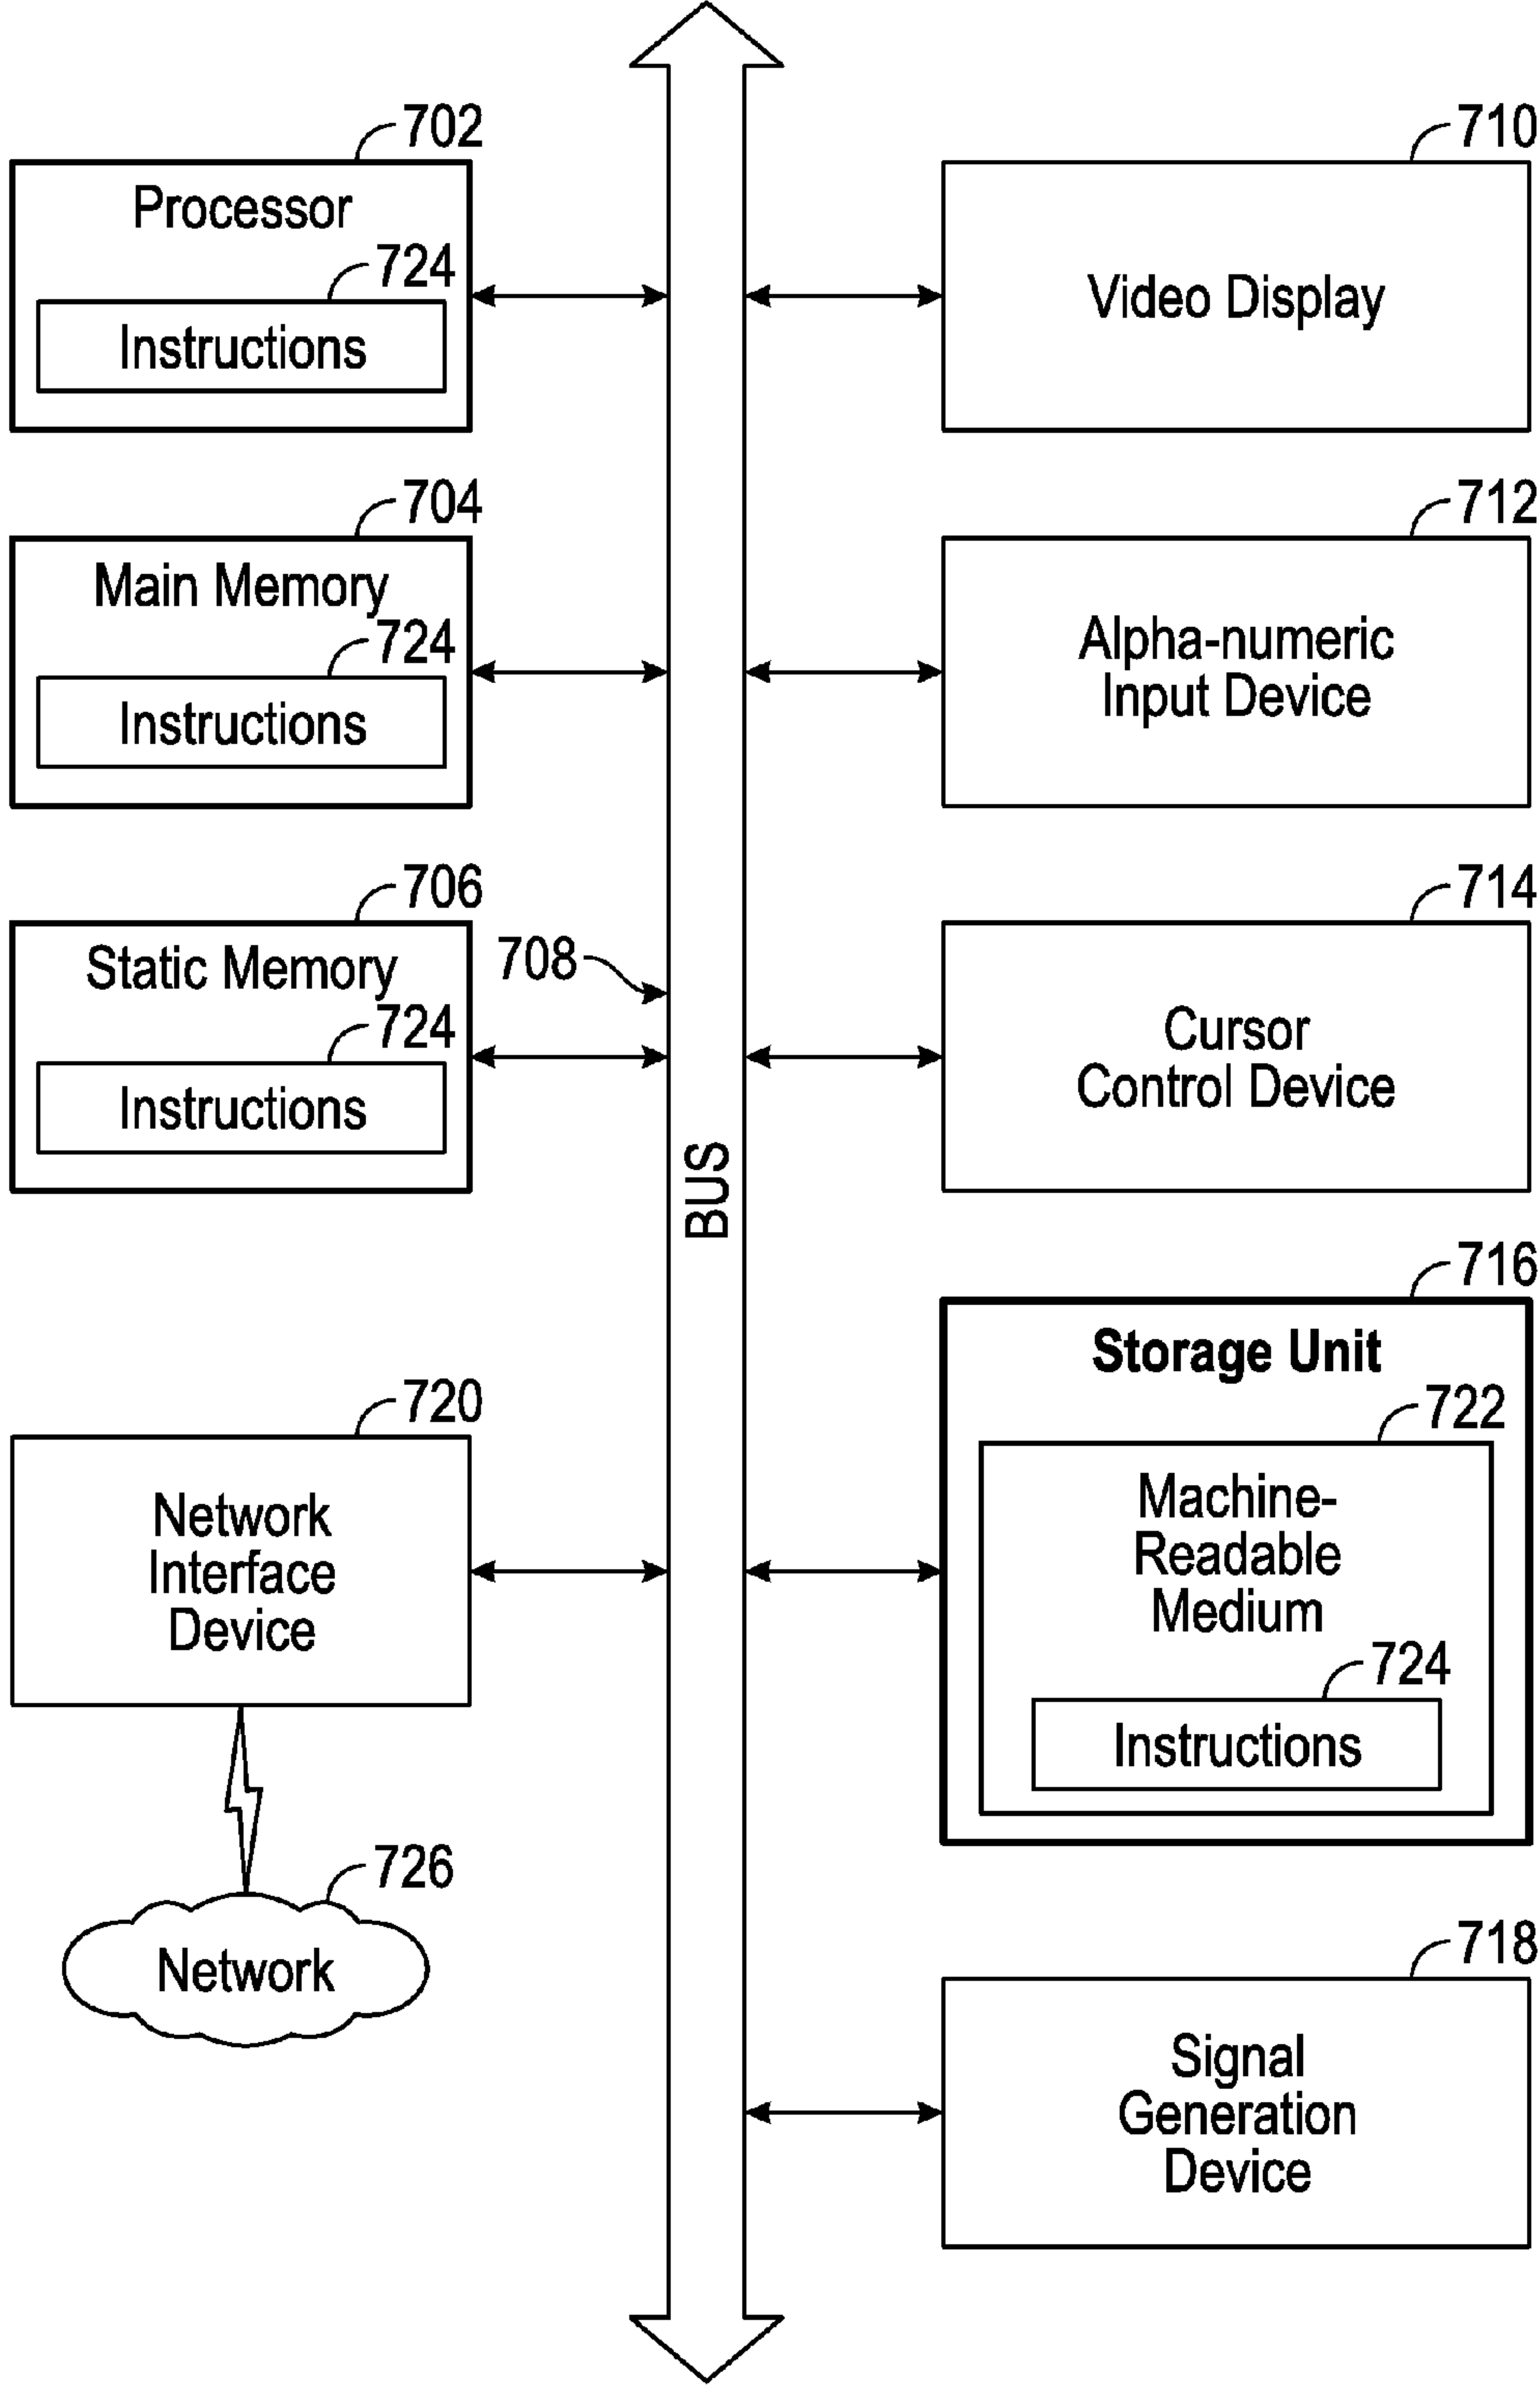 702
Processor
724
Instructions
704
Main Memory
724
Instructions
706
Static Memory
724
Instructions
708
BUS
720
Network
Interface
Device
726
Network
710
Video Display
712
Alpha-numeric
Input Device
714
Cursor
Control Device
716
Storage Unit
722
Machine-
Readable
Medium
724
Instructions
718
Signal
Generation
Device